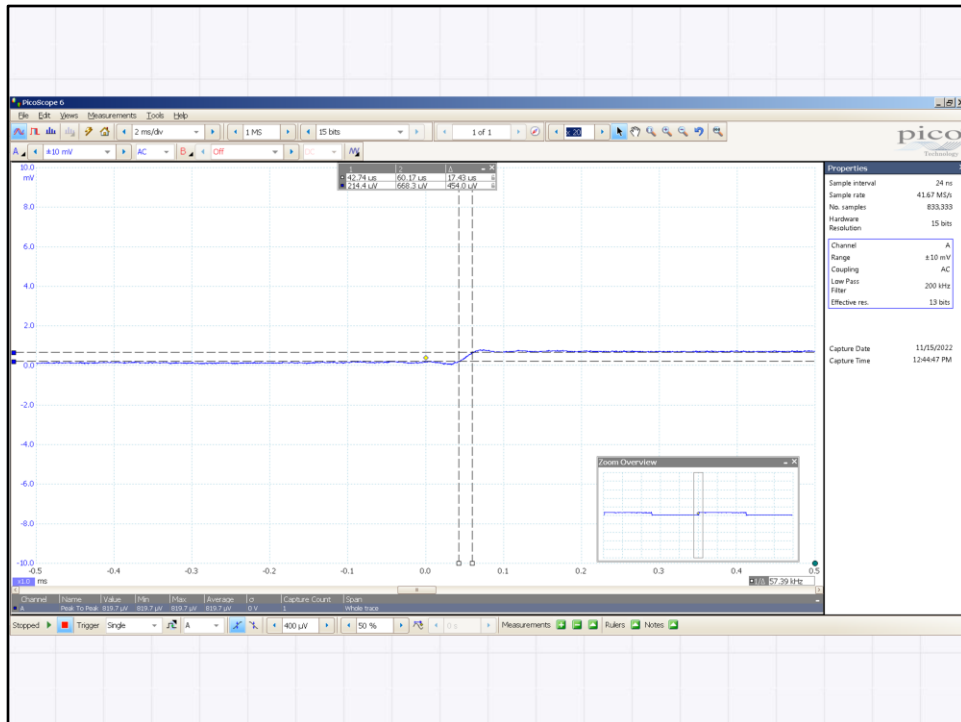 PicoScope 6
File Edit Views Measurements Tools Help
2 ms/div 1 MS 15 bits 1 of 1 x 20
pico
Technology
A ±10 mV AC B Off DC
10.0
mV
8.0
6.0
4.0
2.0
0.0
-2.0
-4.0
-6.0
-8.0
-10.0
1 2 Δ
42.74 us 60.17 us 17.43 us
214.4 uV 668.3 uV 454.0 uV
Zoom Overview
-0.5 -0.4 -0.3 -0.2 -0.1 0.0 0.1 0.2 0.3 0.4 0.5
x1.0 ms
1/Δ 57.39 kHz
Channel Name Value Min Max Average σ Capture Count Span
A Peak To Peak 819.7 µV 819.7 µV 819.7 µV 819.7 µV 0 V 1 Whole trace
Stopped Trigger Single A 400 µV 50 % 0 s Measurements Rulers Notes
Properties
Sample interval 24 ns
Sample rate 41.67 MS/s
No. samples 833,333
Hardware
Resolution 15 bits
Channel A
Range ±10 mV
Coupling AC
Low Pass
Filter 200 kHz
Effective res. 13 bits
Capture Date 11/15/2022
Capture Time 12:44:47 PM